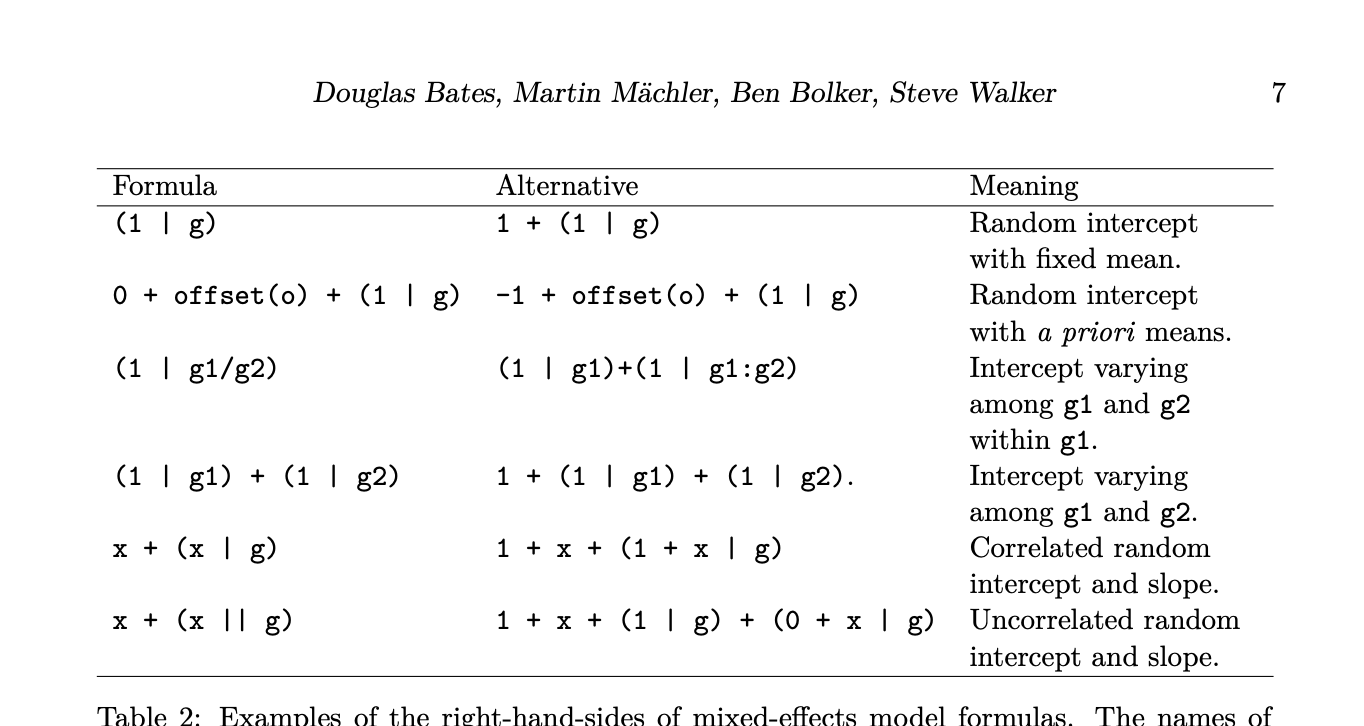 Douglas Bates, Martin Mächler, Ben Bolker, Steve Walker 7
Formula Alternative Meaning
(1 | g) 1 + (1 | g) Random intercept
with fixed mean.
0 + offset(o) + (1 | g) -1 + offset(o) + (1 | g) Random intercept
with a priori means.
(1 | g1/g2) (1 | g1)+(1 | g1:g2) Intercept varying
among g1 and g2
within g1.
(1 | g1) + (1 | g2) 1 + (1 | g1) + (1 | g2). Intercept varying
among g1 and g2.
x + (x | g) 1 + x + (1 + x | g) Correlated random
intercept and slope.
x + (x || g) 1 + x + (1 | g) + (0 + x | g) Uncorrelated random
intercept and slope.
Table 2: Examples of the right-hand-sides of mixed-effects model formulas. The names of